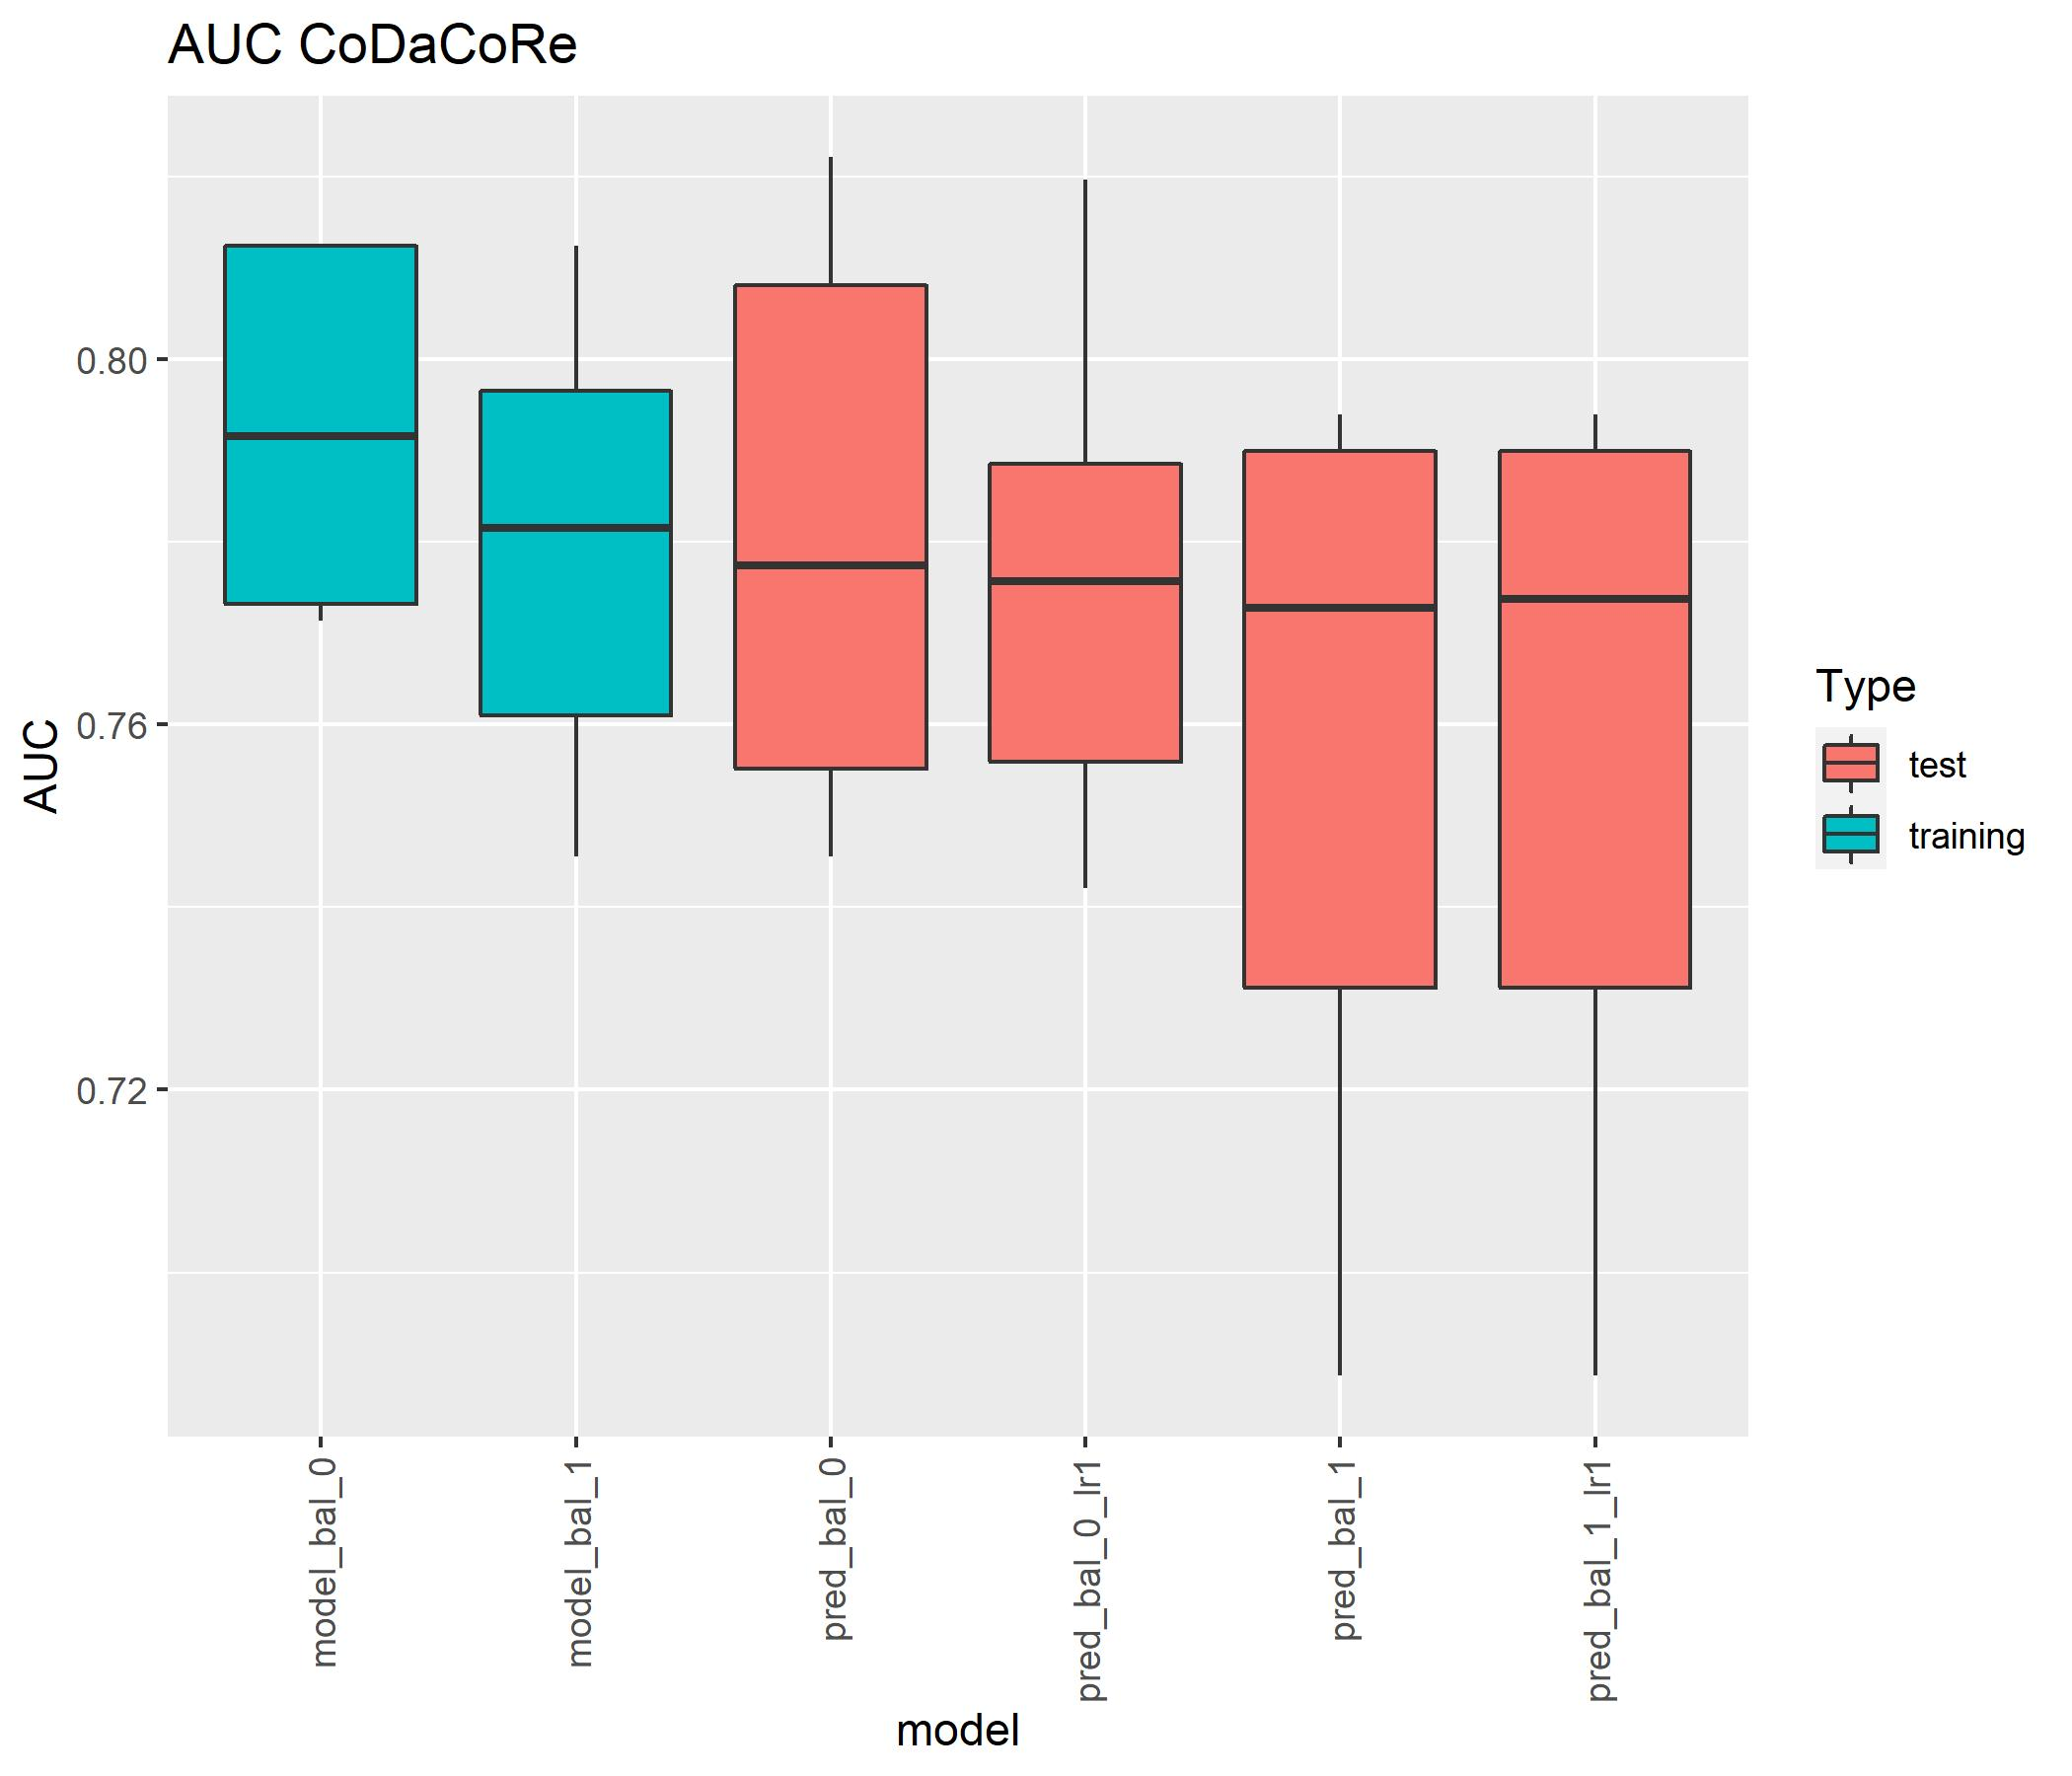 AUC CoDaCoRe
0.80
0.76
0.72
AUC
model_bal_0
model_bal_1
pred_bal_0
pred_bal_0_lr1
pred_bal_1
pred_bal_1_lr1
model
Type
test
training